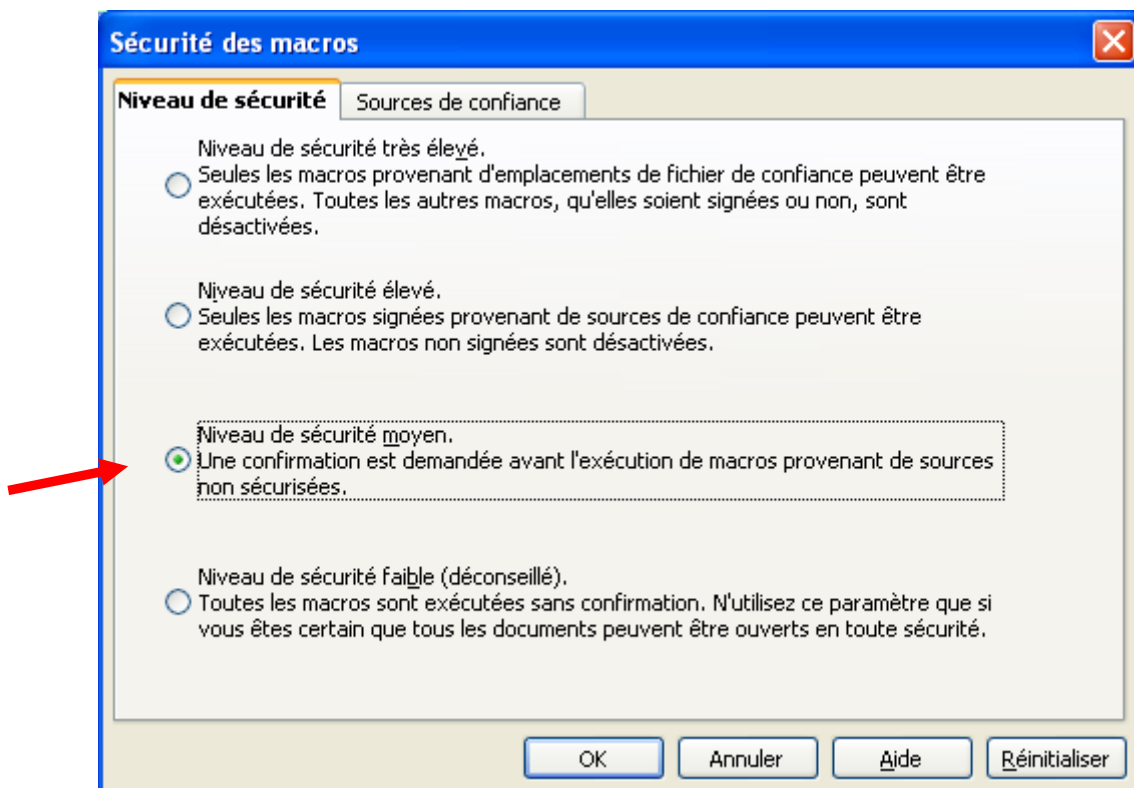 Sécurité des macros
Niveau de sécurité
Sources de confiance
Niveau de sécurité très élevé.
Seules les macros provenant d'emplacements de fichier de confiance peuvent être
exécutées. Toutes les autres macros, qu'elles soient signées ou non, sont
désactivées.
Niveau de sécurité élevé.
Seules les macros signées provenant de sources de confiance peuvent être
exécutées. Les macros non signées sont désactivées.
Niveau de sécurité moyen.
Une confirmation est demandée avant l'exécution de macros provenant de sources
non sécurisées.
Niveau de sécurité faible (déconseillé).
Toutes les macros sont exécutées sans confirmation. N'utilisez ce paramètre que si
vous êtes certain que tous les documents peuvent être ouverts en toute sécurité.
OK
Annuler
Aide
Réinitialiser